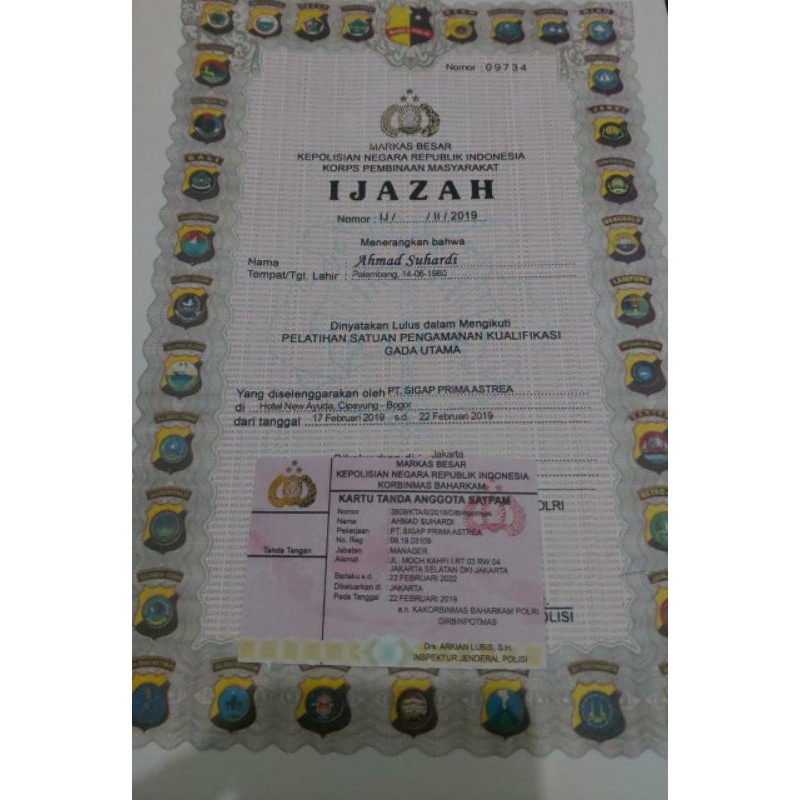 Nomor : 09734
MARKAS BESAR
KEPOLISIAN NEGARA REPUBLIK INDONESIA
KORPS PEMBINAAN MASYARAKAT
IJAZAH
Nomor : IJ/ / II / 2019
Menerangkan bahwa
Nama : Ahmad Suhardi
Tempat/Tgl. Lahir : Palembang, 14-06-1980
Dinyatakan Lulus dalam Mengikuti
PELATIHAN SATUAN PENGAMANAN KUALIFIKASI
GADA UTAMA
Yang diselenggarakan oleh PT. SIGAP PRIMA ASTREA
di Hotel New Ayuda, Cipayung - Bogor
dari tanggal 17 Februari 2019 s.d. 22 Februari 2019
Jakarta
MARKAS BESAR
KEPOLISIAN NEGARA REPUBLIK INDONESIA
KORBINMAS BAHARKAM
KARTU TANDA ANGGOTA SATPAM
Nomor
Nama : AHMAD SUHARDI
Pekerjaan : PT. SIGAP PRIMA ASTREA
No. Reg : 09.19.03109
Jabatan : MANAGER
Alamat : JL. MOCH KAHFI I RT 03 RW 04
JAKARTA SELATAN DKI JAKARTA
Berlaku s.d. : 22 FEBRUARI 2022
Dikeluarkan di : JAKARTA
Pada Tanggal : 22 FEBRUARI 2019
a.n. KAKORBINMAS BAHARKAM POLRI
DIRBINPOTMAS
Drs. ARKIAN LUBIS, S.H.
INSPEKTUR JENDERAL POLISI
Tanda Tangan
BALI
RIAU
JAMBI
BENGKULU
LAMPUNG